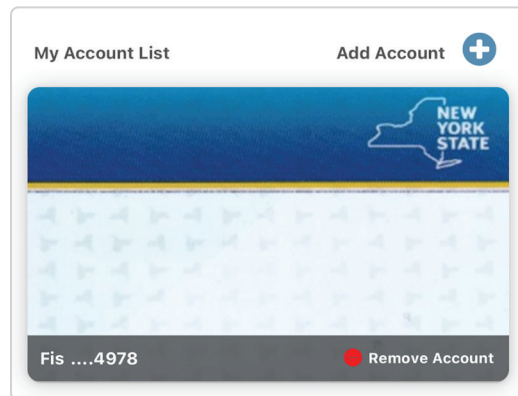 My Account List Add Account
NEW
YORK
STATE
Fis ....4978 Remove Account